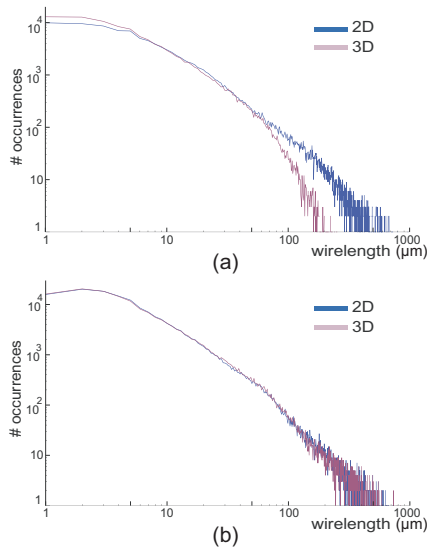 10⁴
10³
10²
10
1
# occurrences
2D
3D
1
10
100
1000
wirelength (µm)
(a)
10⁴
10³
10²
10
1
# occurrences
2D
3D
1
10
100
1000
wirelength (µm)
(b)